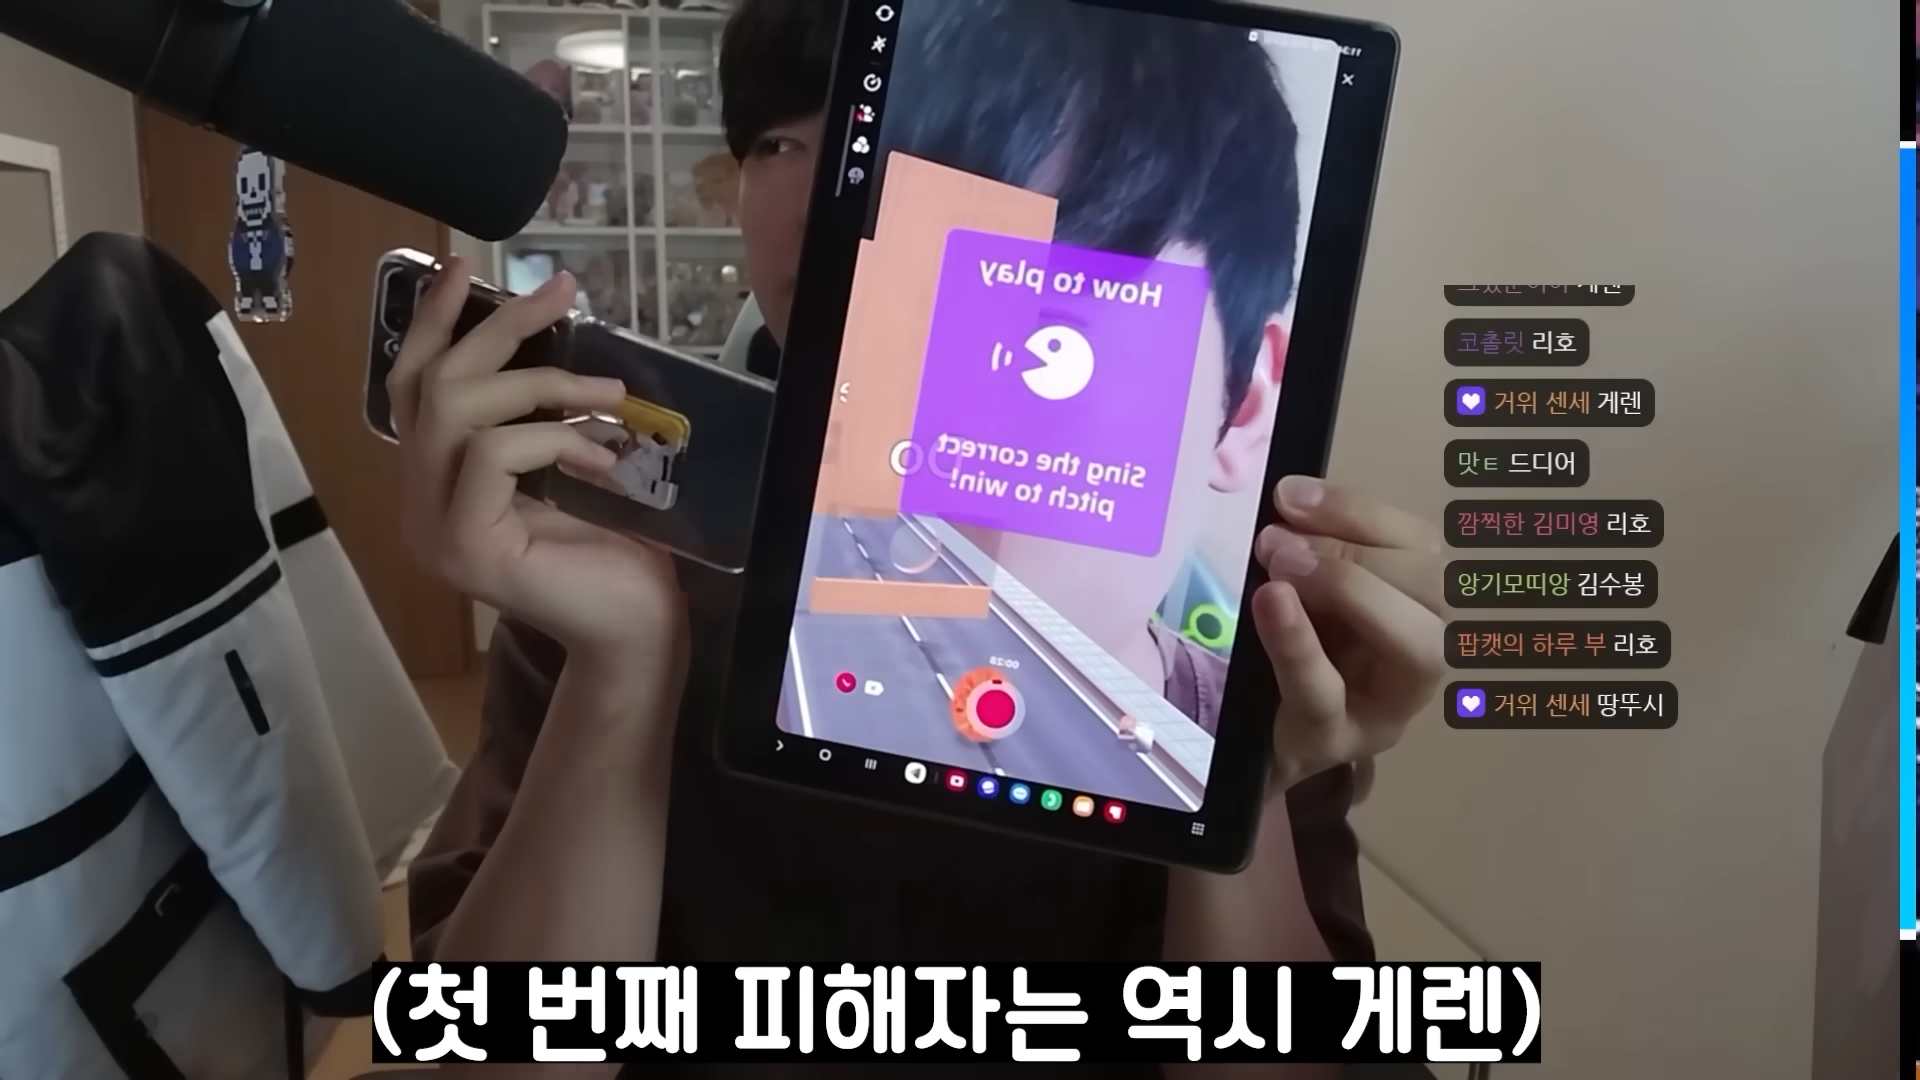 How to play
Sing the correct
pitch to win!
DO
00:28
코촐릿 리호
거위 센세 게렌
맛ㅌ 드디어
깜찍한 김미영 리호
앙기모띠앙 김수봉
팝캣의 하루 부 리호
거위 센세 땅뚜시
(첫 번째 피해자는 역시 게렌)